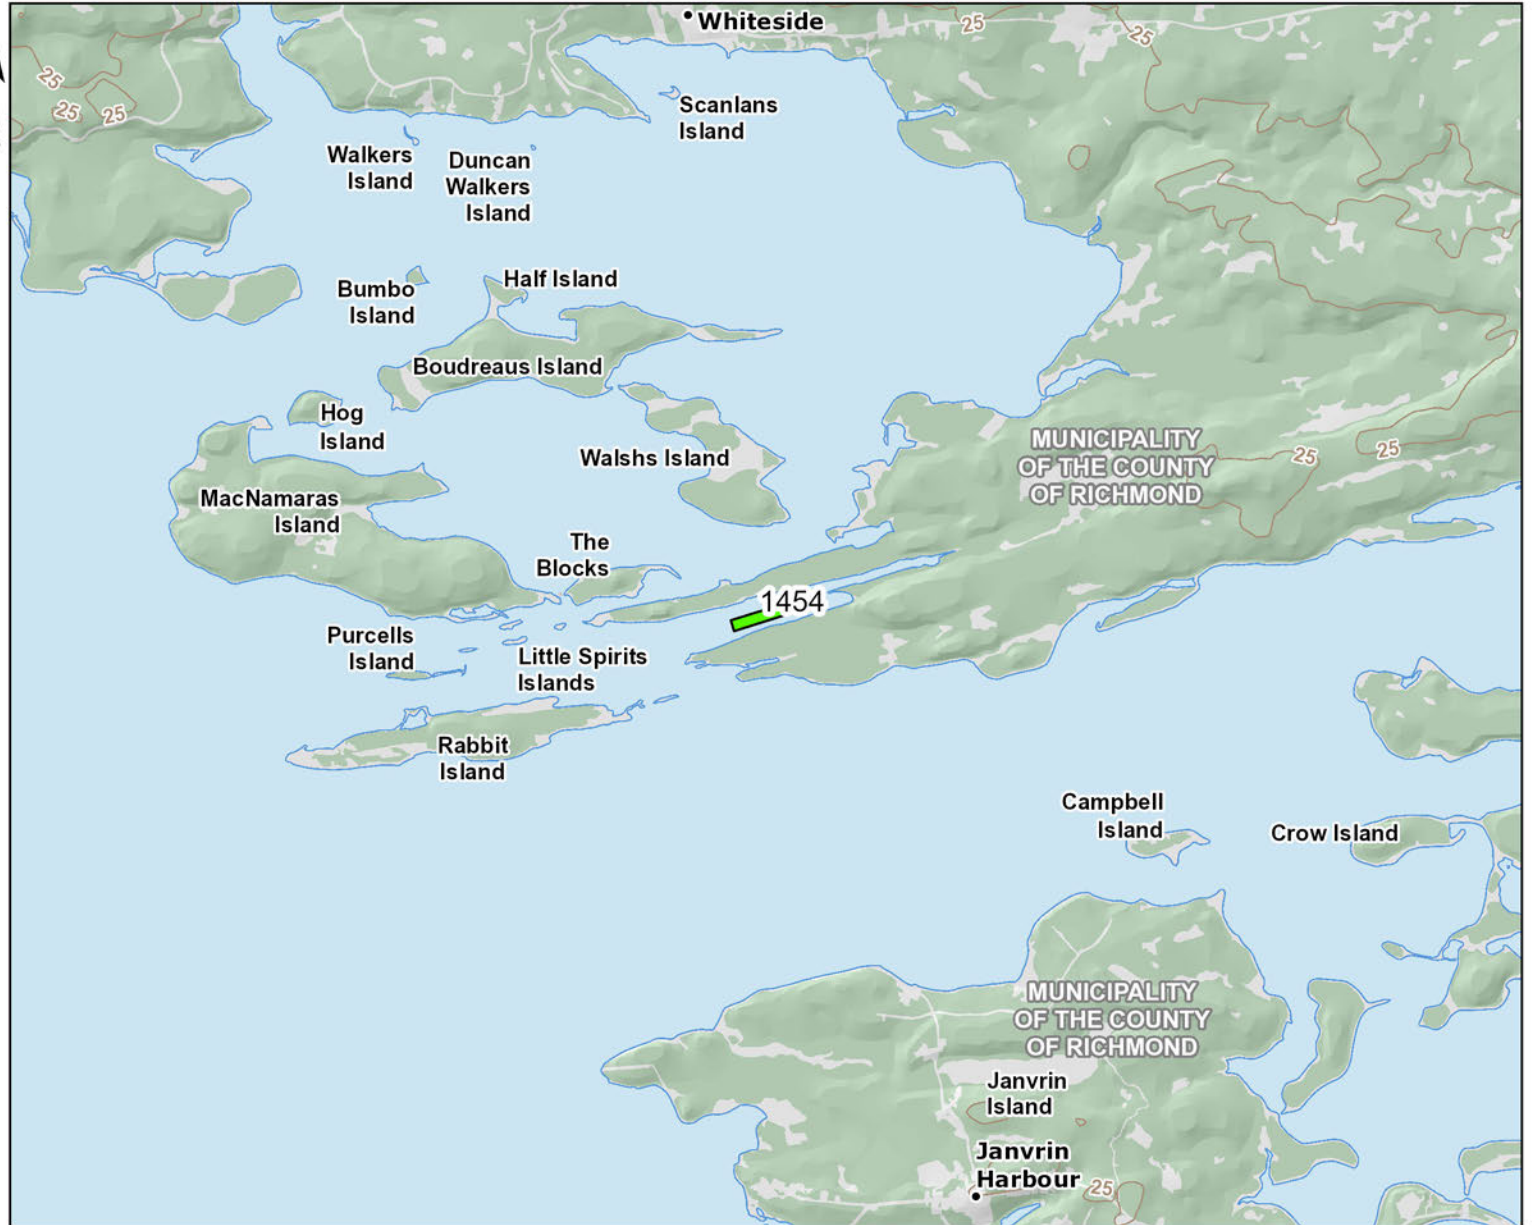 Whiteside
25
25
25
25
25
Scanlans
Island
Walkers
Island
Duncan
Walkers
Island
Half Island
Bumbo
Island
Boudreaus Island
Hog
Island
MUNICIPALITY
OF THE COUNTY
OF RICHMOND
25
25
Walshs Island
MacNamaras
Island
The
Blocks
1454
Purcells
Island
Little Spirits
Islands
Rabbit
Island
Campbell
Island
Crow Island
MUNICIPALITY
OF THE COUNTY
OF RICHMOND
Janvrin
Island
Janvrin
Harbour
25